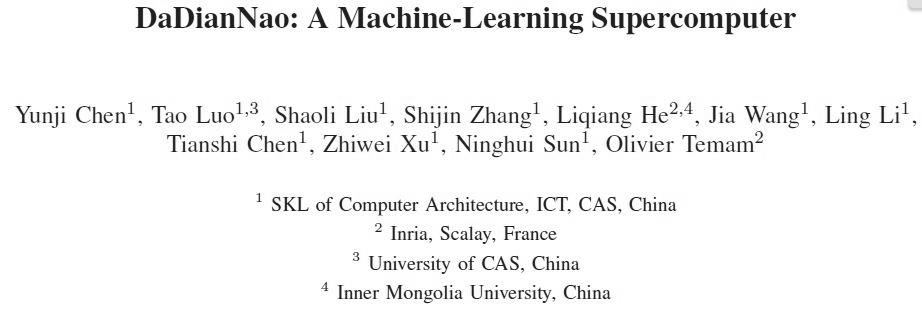 DaDianNao: A Machine-Learning Supercomputer
Yunji Chen¹, Tao Luo¹,³, Shaoli Liu¹, Shijin Zhang¹, Liqiang He²,⁴, Jia Wang¹, Ling Li¹,
Tianshi Chen¹, Zhiwei Xu¹, Ninghui Sun¹, Olivier Temam²
¹ SKL of Computer Architecture, ICT, CAS, China
² Inria, Scalay, France
³ University of CAS, China
⁴ Inner Mongolia University, China